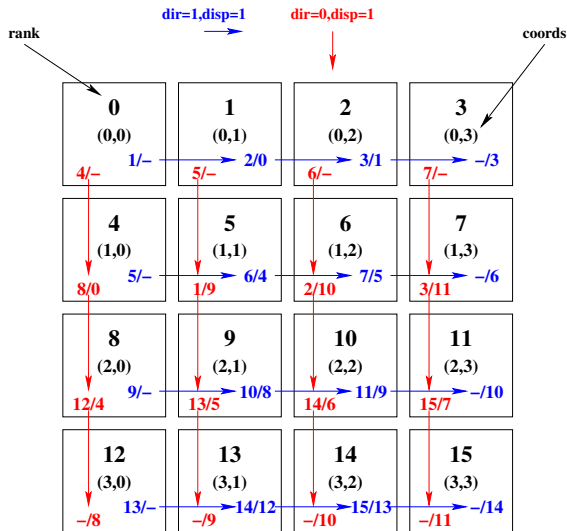 dir=1,disp=1 dir=0,disp=1
rank coords
0 1 2 3
(0,0) (0,1) (0,2) (0,3)
1/− 2/0 3/1 −/3
4/− 5/− 6/− 7/−
4 5 6 7
(1,0) (1,1) (1,2) (1,3)
5/− 6/4 7/5 −/6
8/0 1/9 2/10 3/11
8 9 10 11
(2,0) (2,1) (2,2) (2,3)
9/− 10/8 11/9 −/10
12/4 13/5 14/6 15/7
12 13 14 15
(3,0) (3,1) (3,2) (3,3)
13/− 14/12 15/13 −/14
−/8 −/9 −/10 −/11